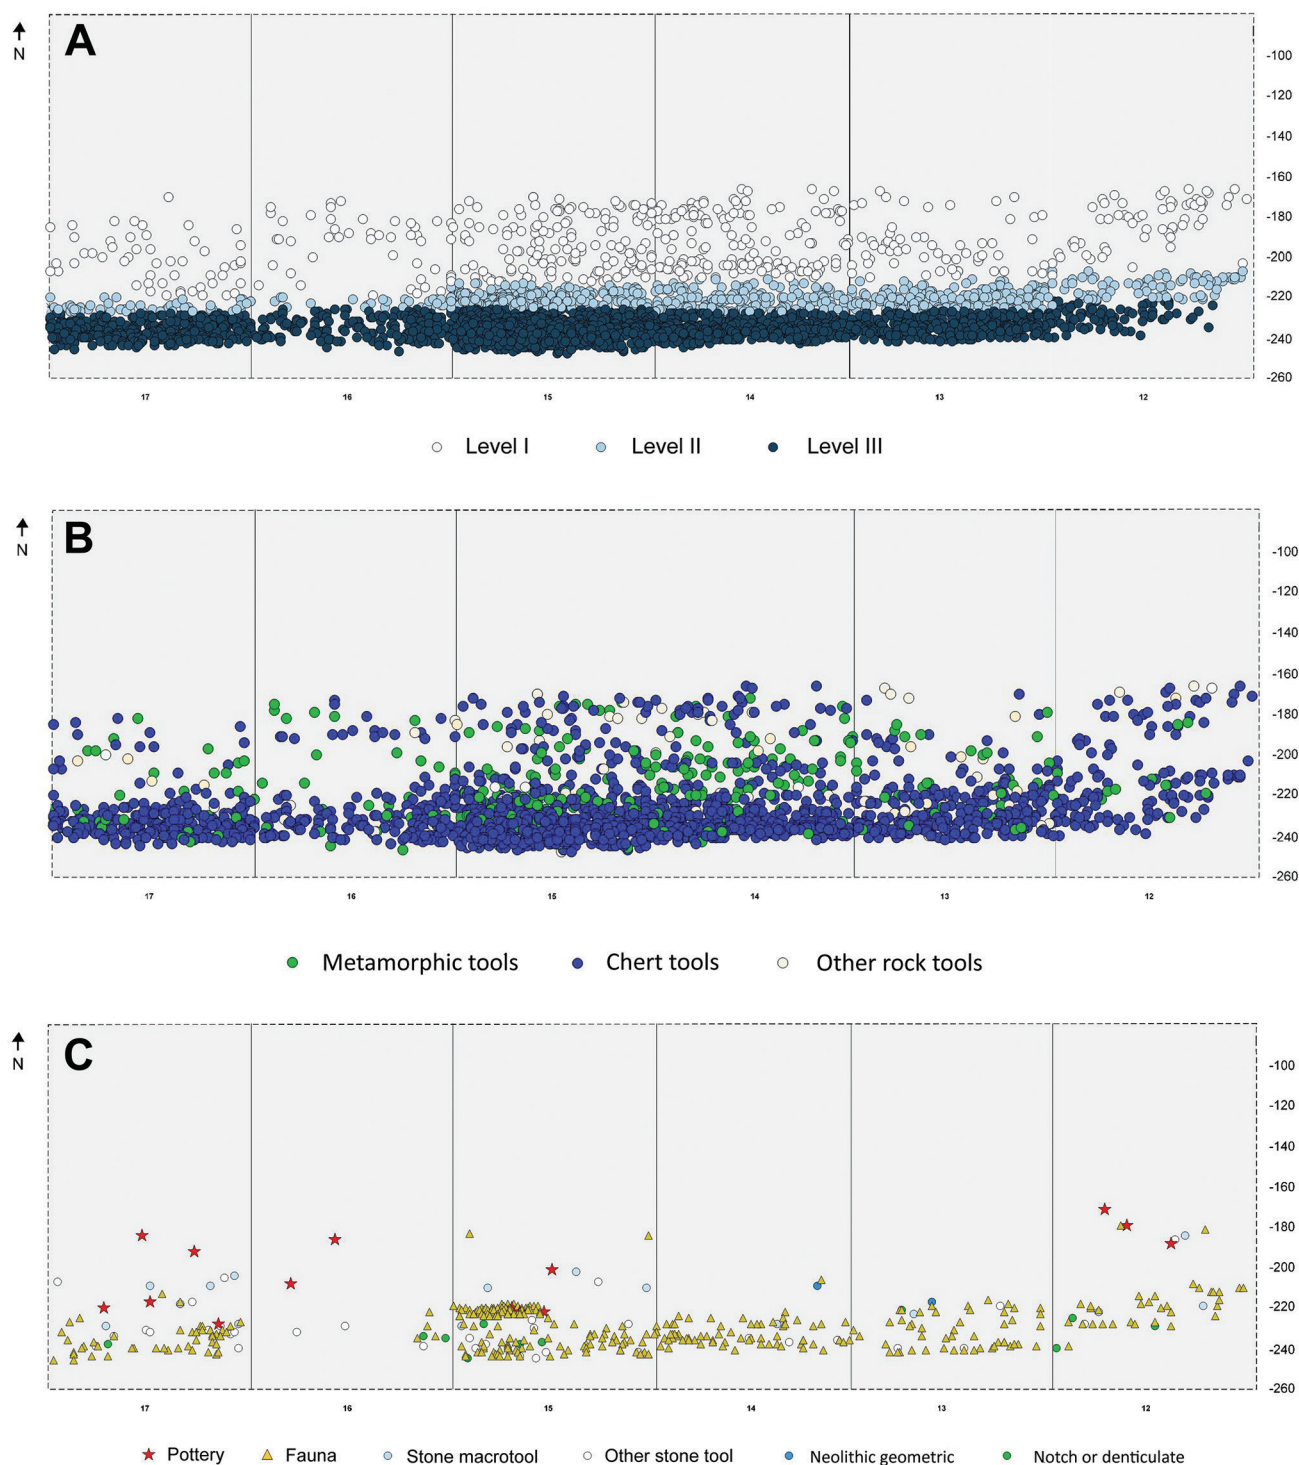 A
N
-100
-120
-140
-160
-180
-200
-220
-240
-260
17 16 15 14 13 12
Level I Level II Level III
B
N
-100
-120
-140
-160
-180
-200
-220
-240
-260
17 16 15 14 13 12
Metamorphic tools Chert tools Other rock tools
C
N
-100
-120
-140
-160
-180
-200
-220
-240
-260
17 16 15 14 13 12
Pottery Fauna Stone macrotool Other stone tool Neolithic geometric Notch or denticulate